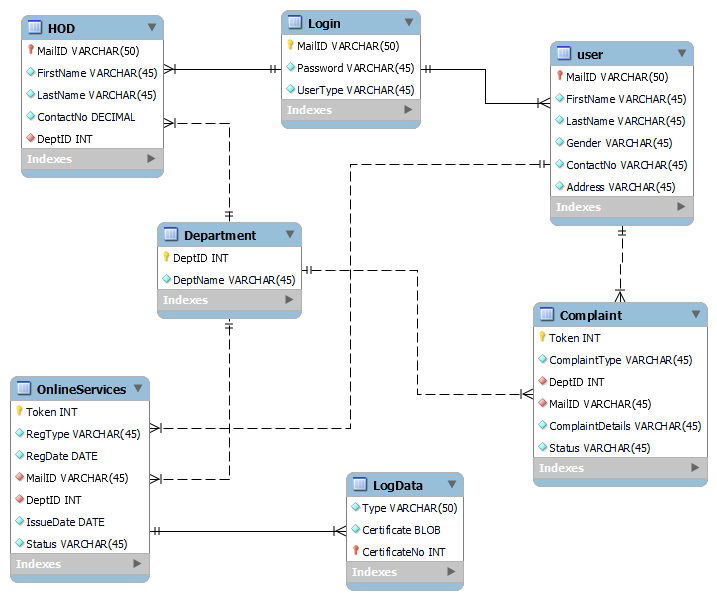 HOD
MailID VARCHAR(50)
FirstName VARCHAR(45)
LastName VARCHAR(45)
ContactNo DECIMAL
DeptID INT
Indexes
Login
MailID VARCHAR(50)
Password VARCHAR(45)
UserType VARCHAR(45)
Indexes
user
MailID VARCHAR(50)
FirstName VARCHAR(45)
LastName VARCHAR(45)
Gender VARCHAR(45)
ContactNo VARCHAR(45)
Address VARCHAR(45)
Indexes
Department
DeptID INT
DeptName VARCHAR(45)
Indexes
Complaint
Token INT
ComplaintType VARCHAR(45)
DeptID INT
MailID VARCHAR(45)
ComplaintDetails VARCHAR(45)
Status VARCHAR(45)
Indexes
OnlineServices
Token INT
RegType VARCHAR(45)
RegDate DATE
MailID VARCHAR(45)
DeptID INT
IssueDate DATE
Status VARCHAR(45)
Indexes
LogData
Type VARCHAR(50)
Certificate BLOB
CertificateNo INT
Indexes